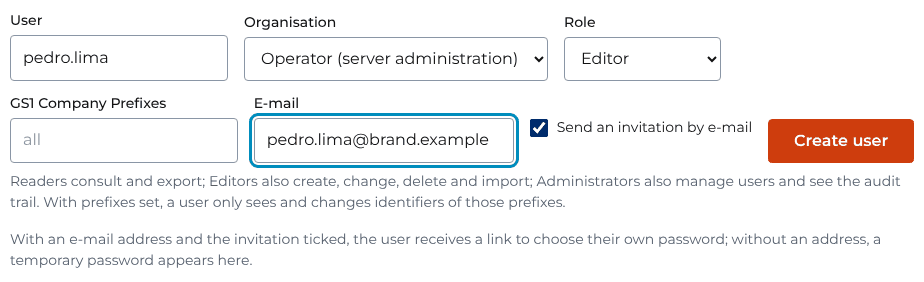 User
Organisation
Role
pedro.lima
Operator (server administration)
Editor
GS1 Company Prefixes
E-mail
all
pedro.lima@brand.example
Send an invitation by e-mail
Create user
Readers consult and export; Editors also create, change, delete and import; Administrators also manage users and see the audit
trail. With prefixes set, a user only sees and changes identifiers of those prefixes.
With an e-mail address and the invitation ticked, the user receives a link to choose their own password; without an address, a
temporary password appears here.